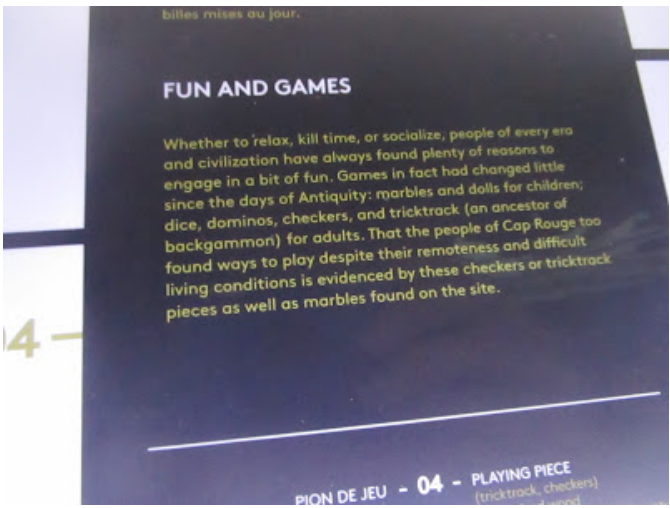 billes mises au jour.
FUN AND GAMES
Whether to relax, kill time, or socialize, people of every era
and civilization have always found plenty of reasons to
engage in a bit of fun. Games in fact had changed little
since the days of Antiquity: marbles and dolls for children;
dice, dominos, checkers, and tricktrack (an ancestor of
backgammon) for adults. That the people of Cap Rouge too
found ways to play despite their remoteness and difficult
living conditions is evidenced by these checkers or tricktrack
pieces as well as marbles found on the site.
04 –
PION DE JEU – 04 – PLAYING PIECE
(tricktrack, checkers)
wood